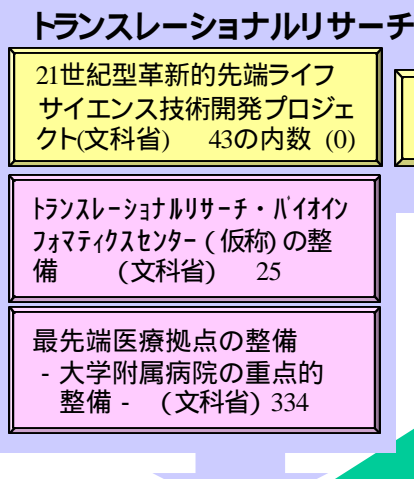 トランスレーショナルリサーチ
21世紀型革新的先端ライフ
サイエンス技術開発プロジェ
クト(文科省) 43の内数 (0)
ﾄﾗﾝｽﾚｰｼｮﾅﾙﾘｻｰﾁ・ﾊﾞｲｵｲﾝ
ﾌｫﾏﾃｨｸｽｾﾝﾀｰ(仮称)の整
備 (文科省) 25
最先端医療拠点の整備
- 大学附属病院の重点的
整備 - (文科省) 334